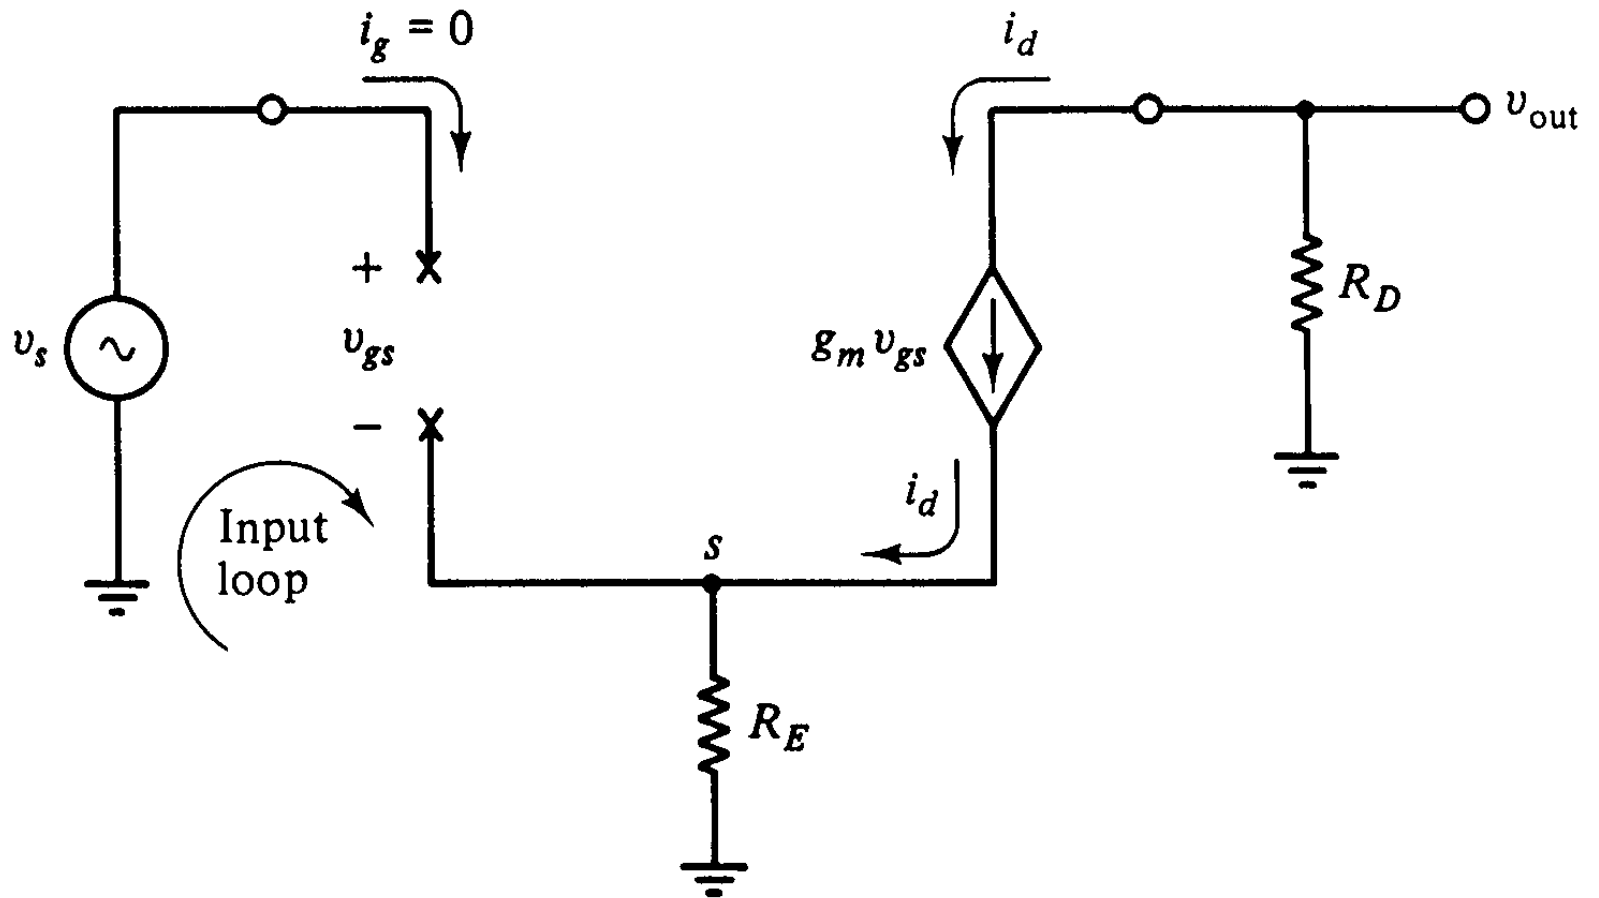 i_g = 0
i_d
v_out
+
v_gs
−
v_s
g_m v_gs
R_D
i_d
Input
loop
s
R_E